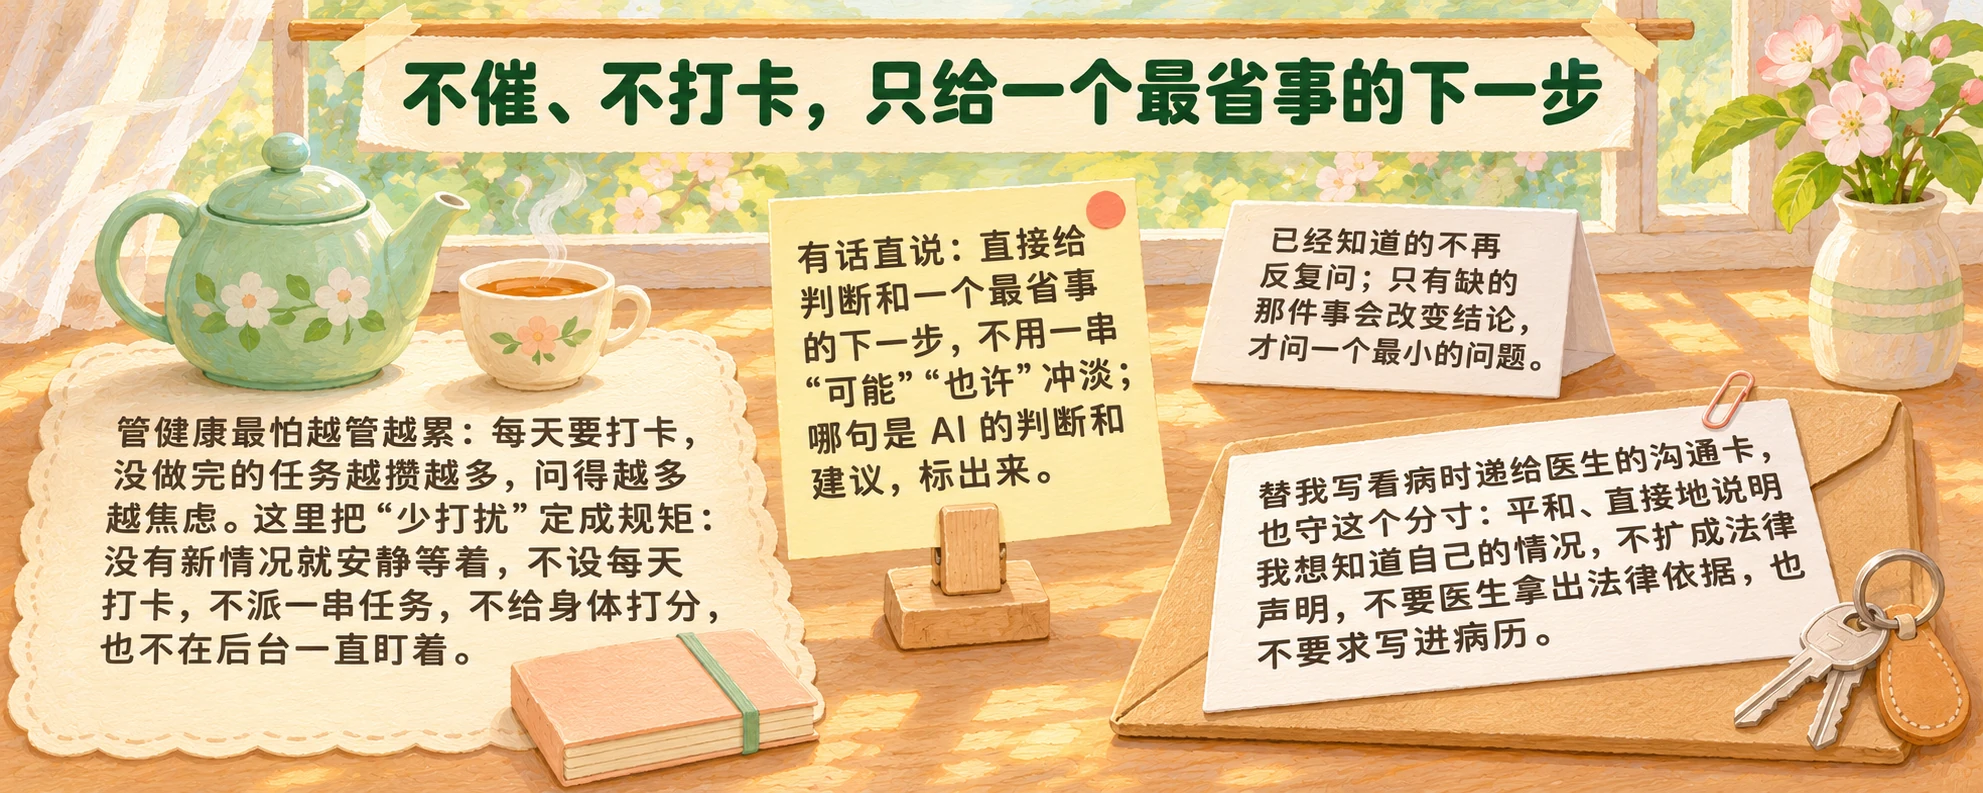 不催、不打卡，只给一个最省事的下一步
管健康最怕越管越累：每天要打卡，
没做完的任务越攒越多，问得越多
越焦虑。这里把“少打扰”定成规矩：
没有新情况就安静等着，不设每天
打卡，不派一串任务，不给身体打分，
也不在后台一直盯着。
有话直说：直接给
判断和一个最省事
的下一步，不用一串
“可能”“也许”冲淡；
哪句是 AI 的判断和
建议，标出来。
已经知道的不再
反复问；只有缺的
那件事会改变结论，
才问一个最小的问题。
替我写看病时递给医生的沟通卡，
也守这个分寸：平和、直接地说明
我想知道自己的情况，不扩成法律
声明，不要医生拿出法律依据，也
不要求写进病历。